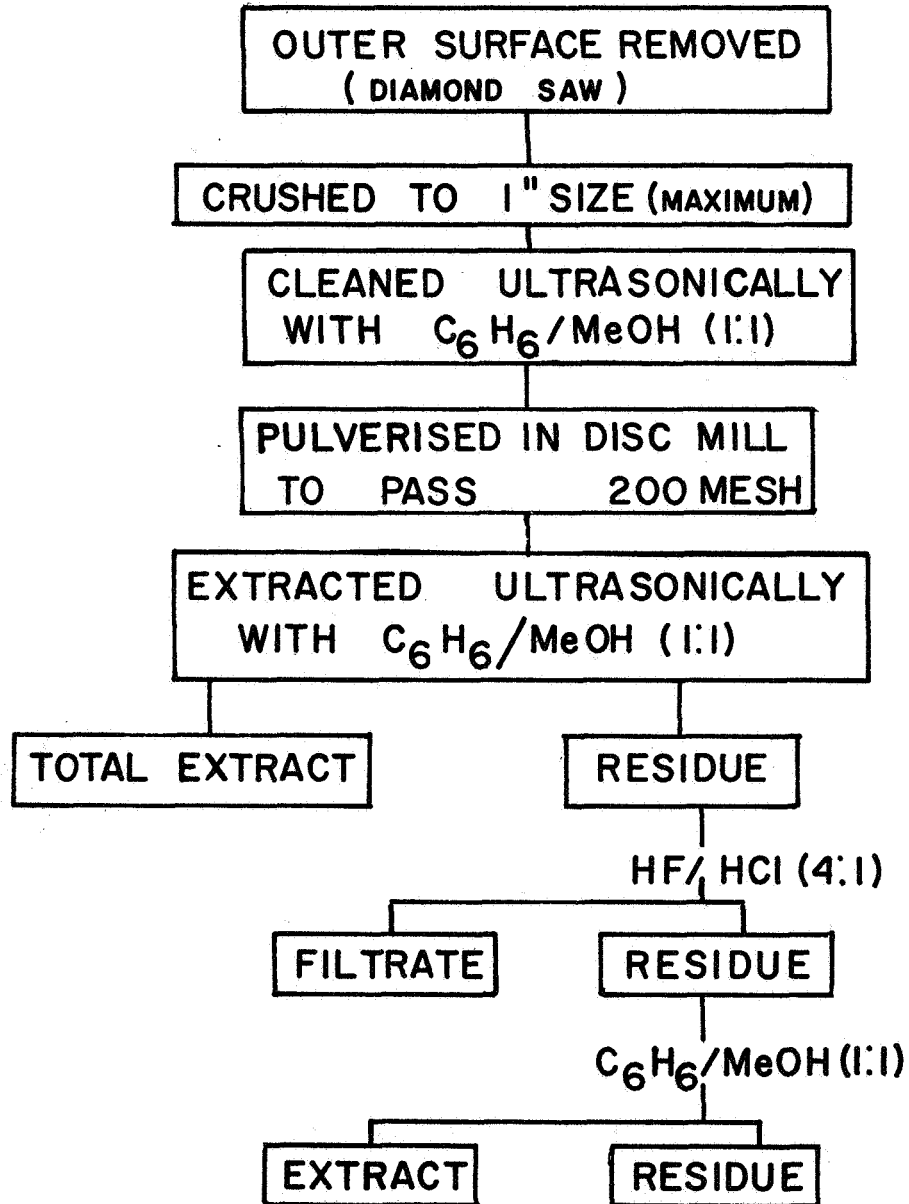 OUTER SURFACE REMOVED
(DIAMOND SAW)
CRUSHED TO 1" SIZE (MAXIMUM)
CLEANED ULTRASONICALLY
WITH C6H6/MeOH (1:1)
PULVERISED IN DISC MILL
TO PASS 200 MESH
EXTRACTED ULTRASONICALLY
WITH C6H6/MeOH (1:1)
TOTAL EXTRACT RESIDUE
HF/HCl (4:1)
FILTRATE RESIDUE
C6H6/MeOH (1:1)
EXTRACT RESIDUE